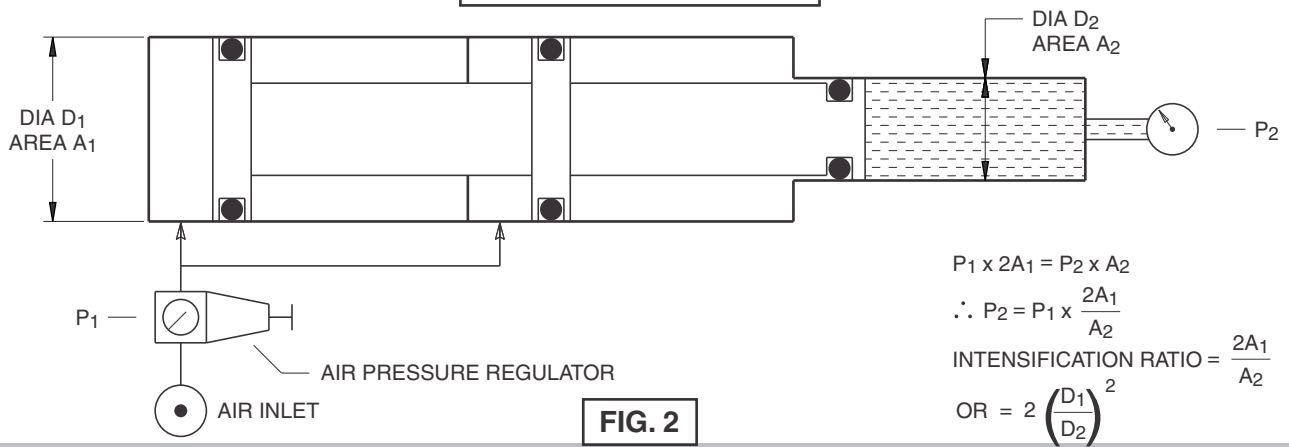 DIA D2
AREA A2
DIA D1
AREA A1
P2
P1 x 2A1 = P2 x A2
∴ P2 = P1 x 2A1/A2
P1
INTENSIFICATION RATIO = 2A1/A2
AIR PRESSURE REGULATOR
AIR INLET
OR = 2 (D1/D2)2
FIG. 2